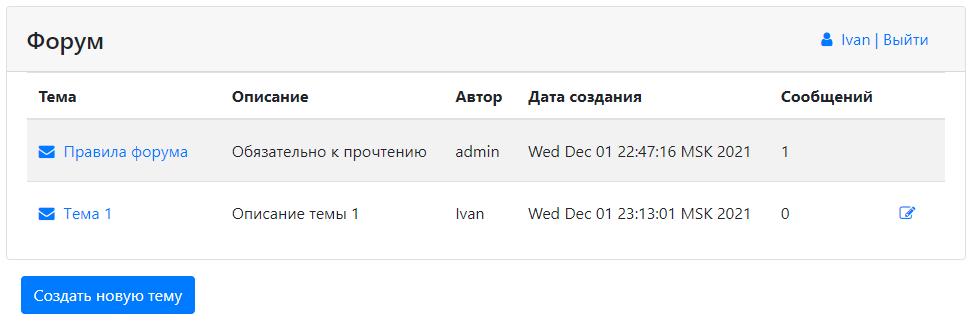 Форум Ivan | Выйти
Тема Описание Автор Дата создания Сообщений
Правила форума Обязательно к прочтению admin Wed Dec 01 22:47:16 MSK 2021 1
Тема 1 Описание темы 1 Ivan Wed Dec 01 23:13:01 MSK 2021 0
Создать новую тему